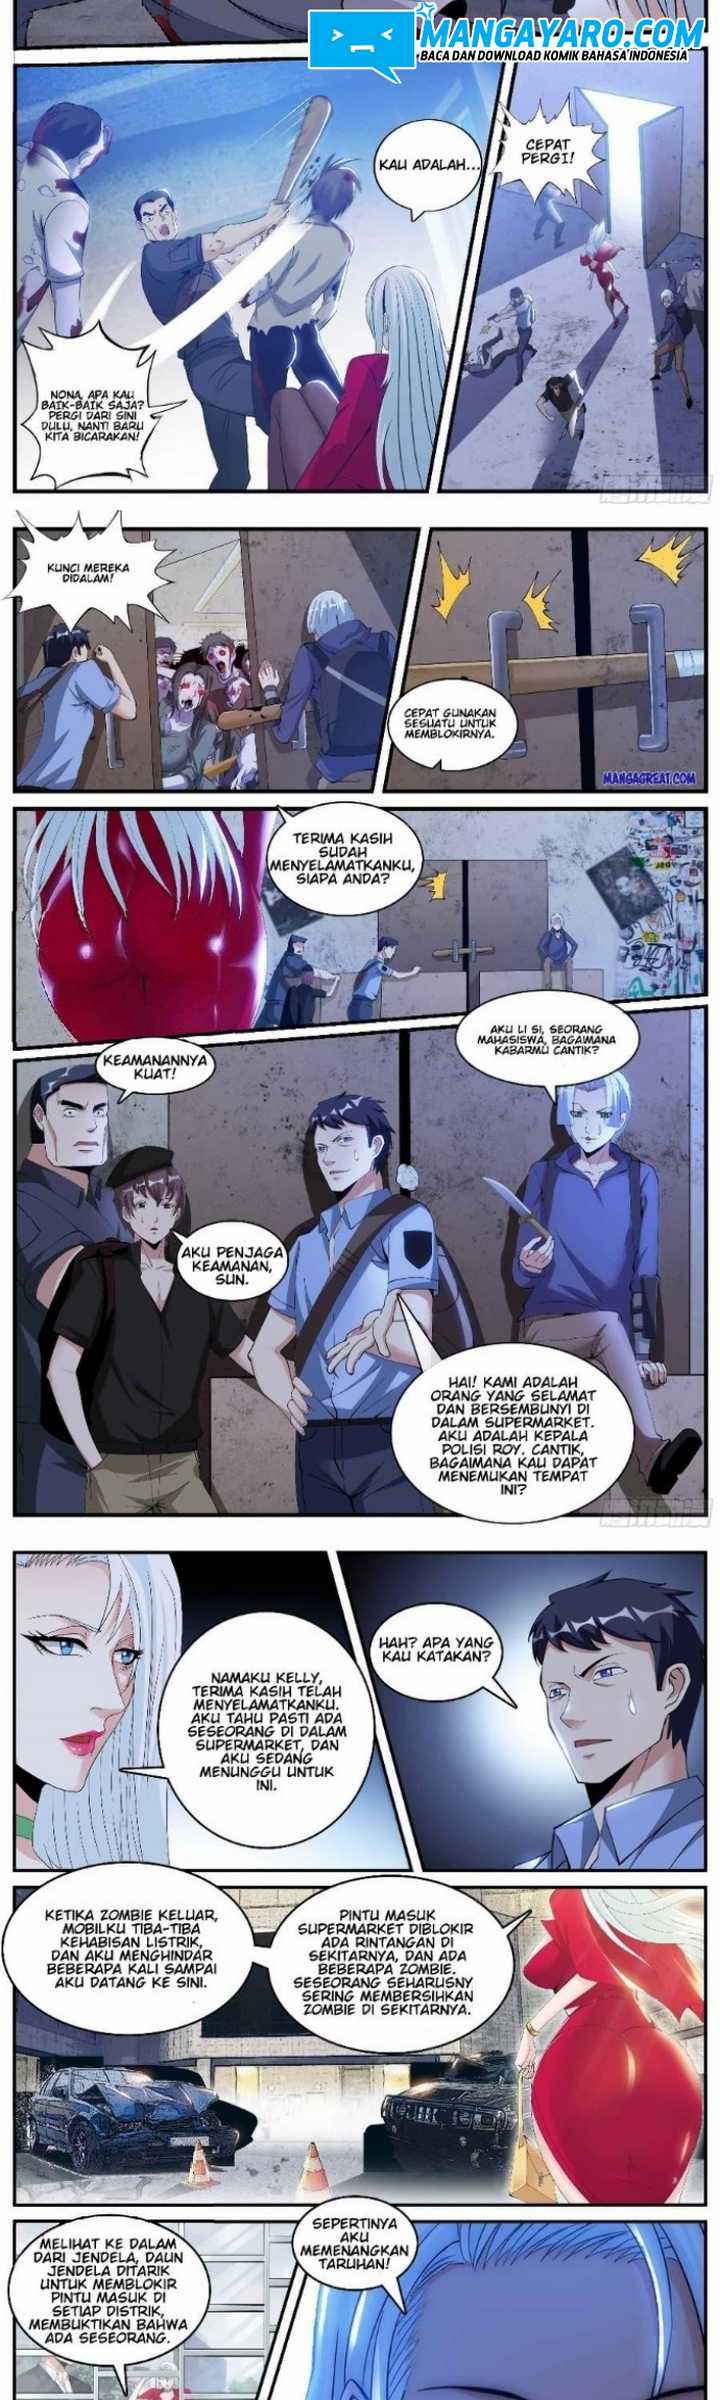 MANGAYARO.COM
BACA DAN DOWNLOAD KOMIK BAHASA INDONESIA
KAU ADALAH...
CEPAT
PERGI!
NONA, APA KAU
BAIK-BAIK SAJA?
PERGI DARI SINI
DULU, NANTI BARU
KITA BICARAKAN!
KUNCI MEREKA
DIDALAM!
CEPAT GUNAKAN
SESUATU UNTUK
MEMBLOKIRNYA.
MANGAGREAT.COM
TERIMA KASIH
SUDAH
MENYELAMATKANKU,
SIAPA ANDA?
AKU LI SI, SEORANG
MAHASISWA, BAGAIMANA
KABARMU CANTIK?
KEAMANANNYA
KUAT!
AKU PENJAGA
KEAMANAN,
SUN.
HAI! KAMI ADALAH
ORANG YANG SELAMAT
DAN BERSEMBUNYI DI
DALAM SUPERMARKET.
AKU ADALAH KEPALA
POLISI ROY. CANTIK,
BAGAIMANA KAU DAPAT
MENEMUKAN TEMPAT
INI?
NAMAKU KELLY,
TERIMA KASIH TELAH
MENYELAMATKANKU.
AKU TAHU PASTI ADA
SESEORANG DI DALAM
SUPERMARKET, DAN
AKU SEDANG
MENUNGGU UNTUK
INI.
HAH? APA YANG
KAU KATAKAN?
KETIKA ZOMBIE KELUAR,
MOBILKU TIBA-TIBA
KEHABISAN LISTRIK,
DAN AKU MENGHINDAR
BEBERAPA KALI SAMPAI
AKU DATANG KE SINI.
PINTU MASUK
SUPERMARKET DIBLOKIR
ADA RINTANGAN DI
SEKITARNYA, DAN ADA
BEBERAPA ZOMBIE.
SESEORANG SEHARUSNY
SERING MEMBERSIHKAN
ZOMBIE DI SEKITARNYA.
MELIHAT KE DALAM
DARI JENDELA, DAUN
JENDELA DITARIK
UNTUK MEMBLOKIR
PINTU MASUK DI
SETIAP DISTRIK,
MEMBUKTIKAN BAHWA
ADA SESEORANG.
SEPERTINYA
AKU
MEMENANGKAN
TARUHAN!